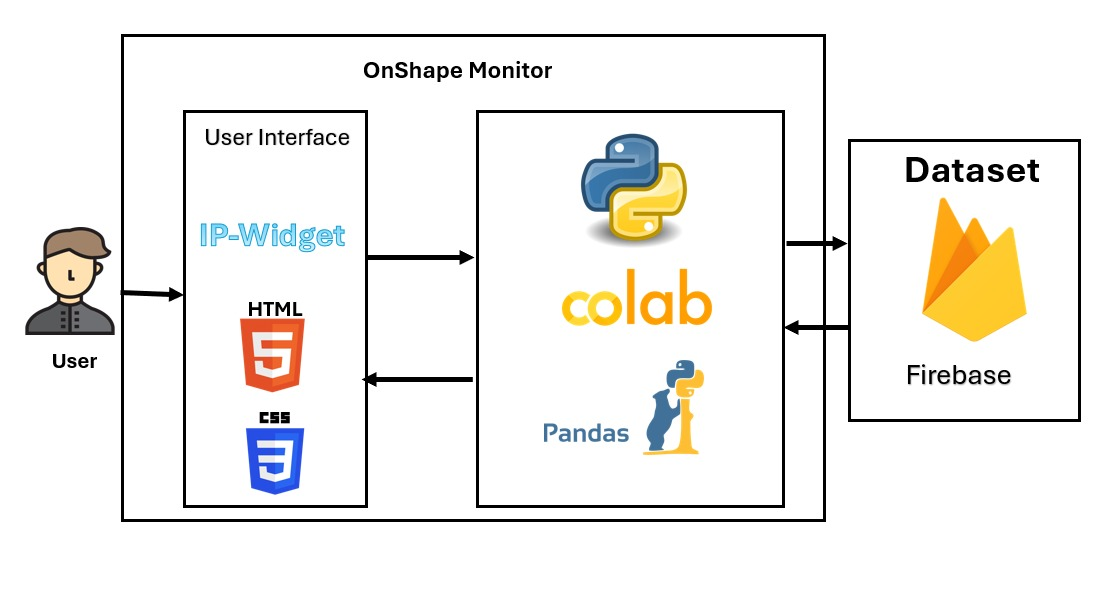 OnShape Monitor
User Interface
IP-Widget
HTML
5
CSS
3
User
colab
Pandas
Dataset
Firebase